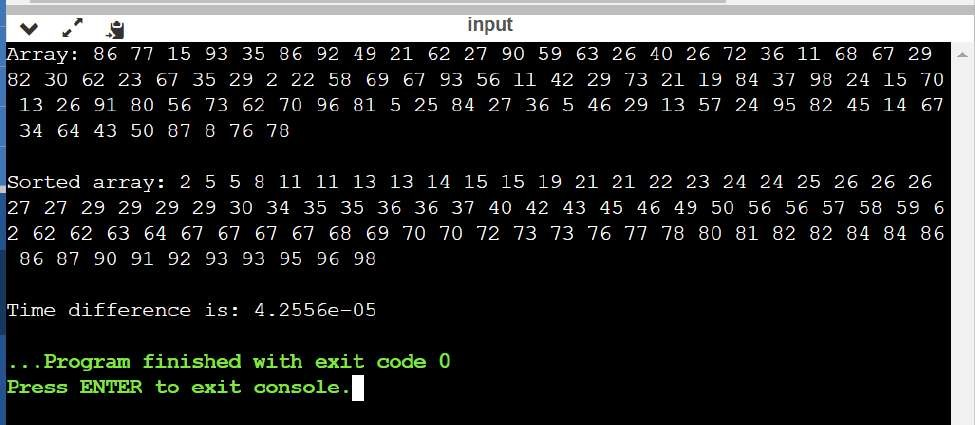 input
Array: 86 77 15 93 35 86 92 49 21 62 27 90 59 63 26 40 26 72 36 11 68 67 29
82 30 62 23 67 35 29 2 22 58 69 67 93 56 11 42 29 73 21 19 84 37 98 24 15 70
13 26 91 80 56 73 62 70 96 81 5 25 84 27 36 5 46 29 13 57 24 95 82 45 14 67
34 64 43 50 87 8 76 78
Sorted array: 2 5 5 8 11 11 13 13 14 15 15 19 21 21 22 23 24 24 25 26 26 26
27 27 29 29 29 29 30 34 35 35 36 36 37 40 42 43 45 46 49 50 56 56 57 58 59 6
2 62 62 63 64 67 67 67 67 68 69 70 70 72 73 73 76 77 78 80 81 82 82 84 84 86
86 87 90 91 92 93 93 95 96 98
Time difference is: 4.2556e-05
...Program finished with exit code 0
Press ENTER to exit console.